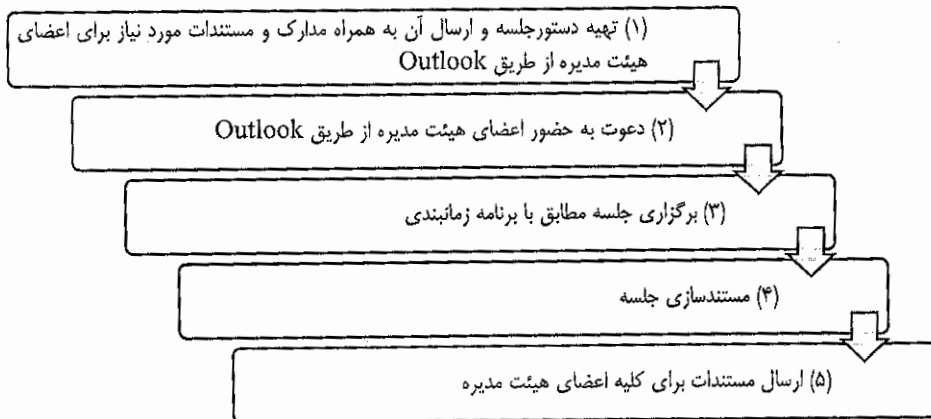 (۱) تهیه دستورجلسه و ارسال آن به همراه مدارک و مستندات مورد نیاز برای اعضای
هیئت مدیره از طریق Outlook
(۲) دعوت به حضور اعضای هیئت مدیره از طریق Outlook
(۳) برگزاری جلسه مطابق با برنامه زمانبندی
(۴) مستندسازی جلسه
(۵) ارسال مستندات برای کلیه اعضای هیئت مدیره